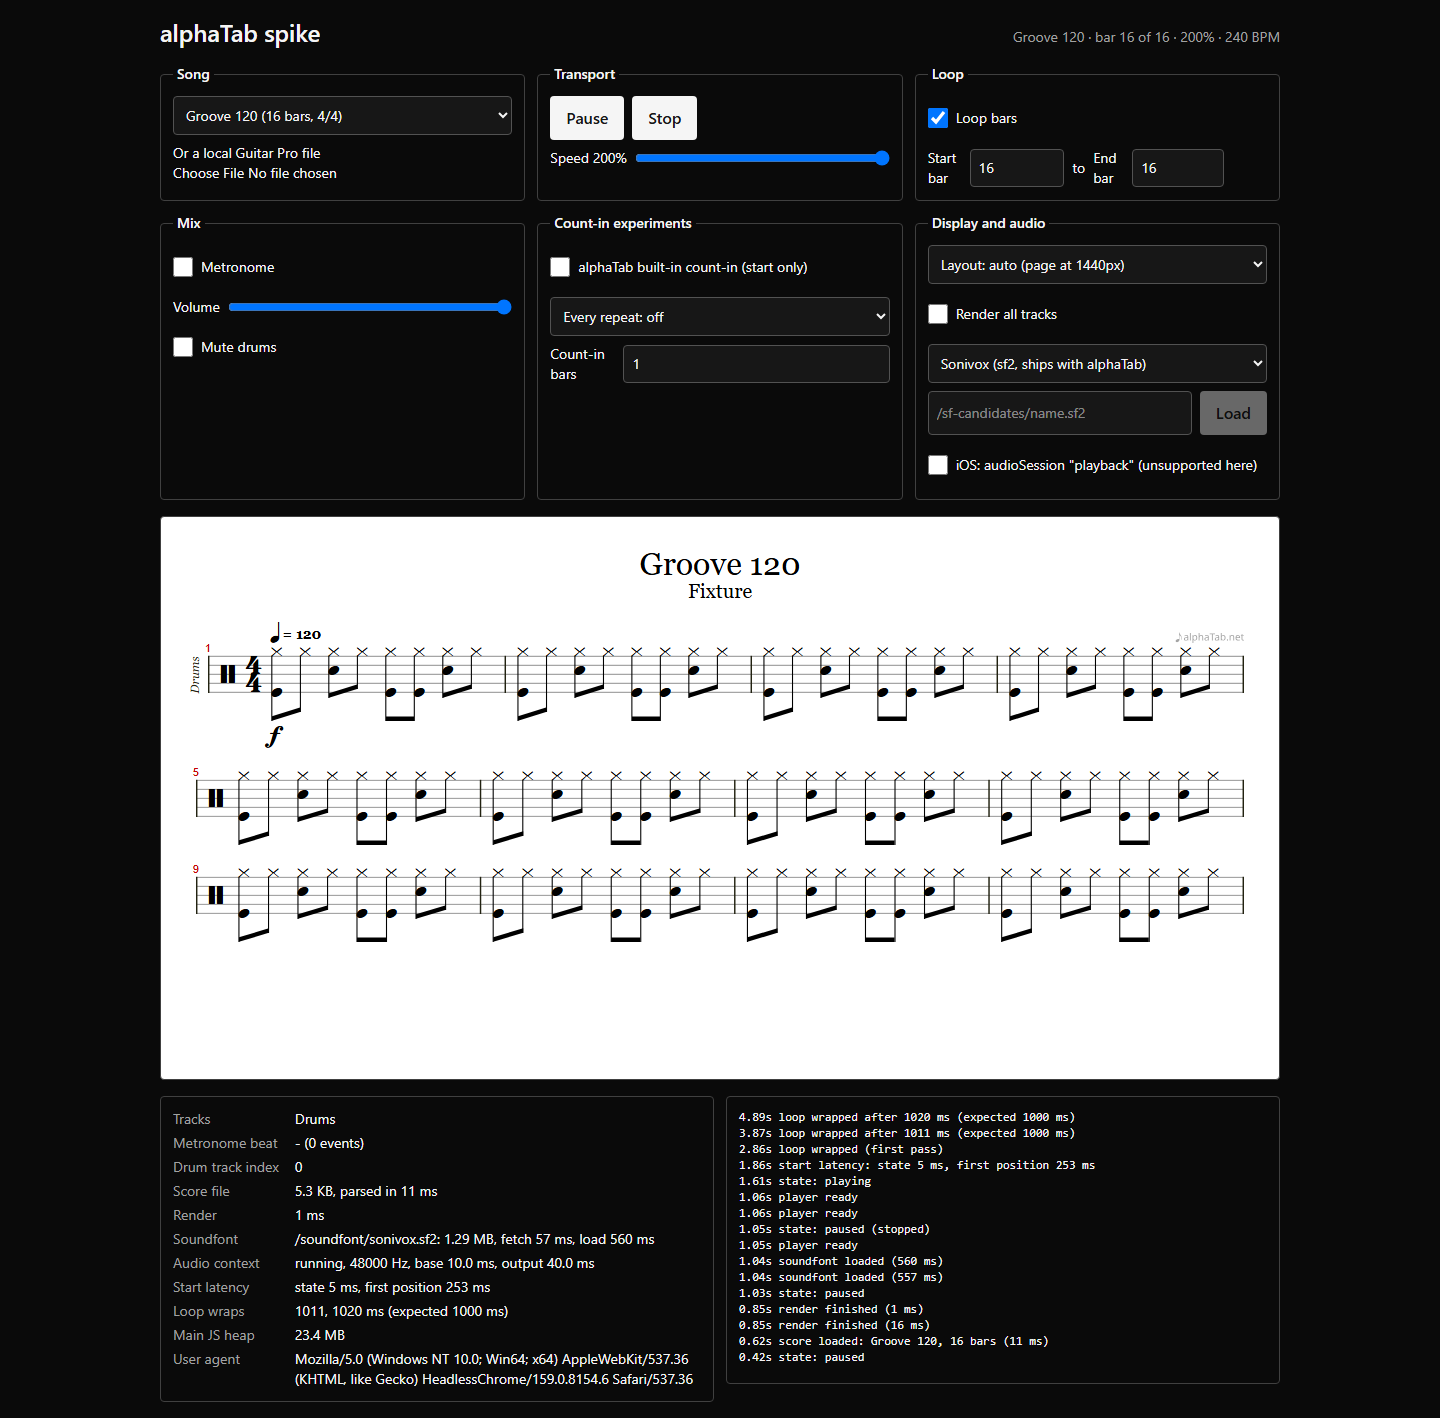 alphaTab spike
Groove 120 · bar 16 of 16 · 200% · 240 BPM
Song
Groove 120 (16 bars, 4/4)
Or a local Guitar Pro file
Choose File No file chosen
Transport
Pause
Stop
Speed 200%
Loop
Loop bars
Start bar
16
to
End bar
16
Mix
Metronome
Volume
Mute drums
Count-in experiments
alphaTab built-in count-in (start only)
Every repeat: off
Count-in bars
1
Display and audio
Layout: auto (page at 1440px)
Render all tracks
Sonivox (sf2, ships with alphaTab)
/sf-candidates/name.sf2
Load
iOS: audioSession "playback" (unsupported here)
Groove 120
Fixture
= 120
alphaTab.net
1
Drums
4
4
f
5
9
Tracks Drums
Metronome beat - (0 events)
Drum track index 0
Score file 5.3 KB, parsed in 11 ms
Render 1 ms
Soundfont /soundfont/sonivox.sf2: 1.29 MB, fetch 57 ms, load 560 ms
Audio context running, 48000 Hz, base 10.0 ms, output 40.0 ms
Start latency state 5 ms, first position 253 ms
Loop wraps 1011, 1020 ms (expected 1000 ms)
Main JS heap 23.4 MB
User agent Mozilla/5.0 (Windows NT 10.0; Win64; x64) AppleWebKit/537.36
(KHTML, like Gecko) HeadlessChrome/159.0.8154.6 Safari/537.36
4.89s loop wrapped after 1020 ms (expected 1000 ms)
3.87s loop wrapped after 1011 ms (expected 1000 ms)
2.86s loop wrapped (first pass)
1.86s start latency: state 5 ms, first position 253 ms
1.61s state: playing
1.06s player ready
1.06s player ready
1.05s state: paused (stopped)
1.05s player ready
1.04s soundfont loaded (560 ms)
1.04s soundfont loaded (557 ms)
1.03s state: paused
0.85s render finished (1 ms)
0.85s render finished (16 ms)
0.62s score loaded: Groove 120, 16 bars (11 ms)
0.42s state: paused